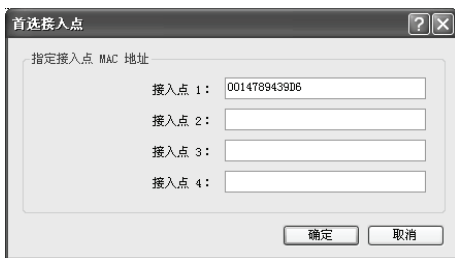 首选接入点
指定接入点 MAC 地址
接入点 1: 0014789439D6
接入点 2:
接入点 3:
接入点 4:
确定 取消